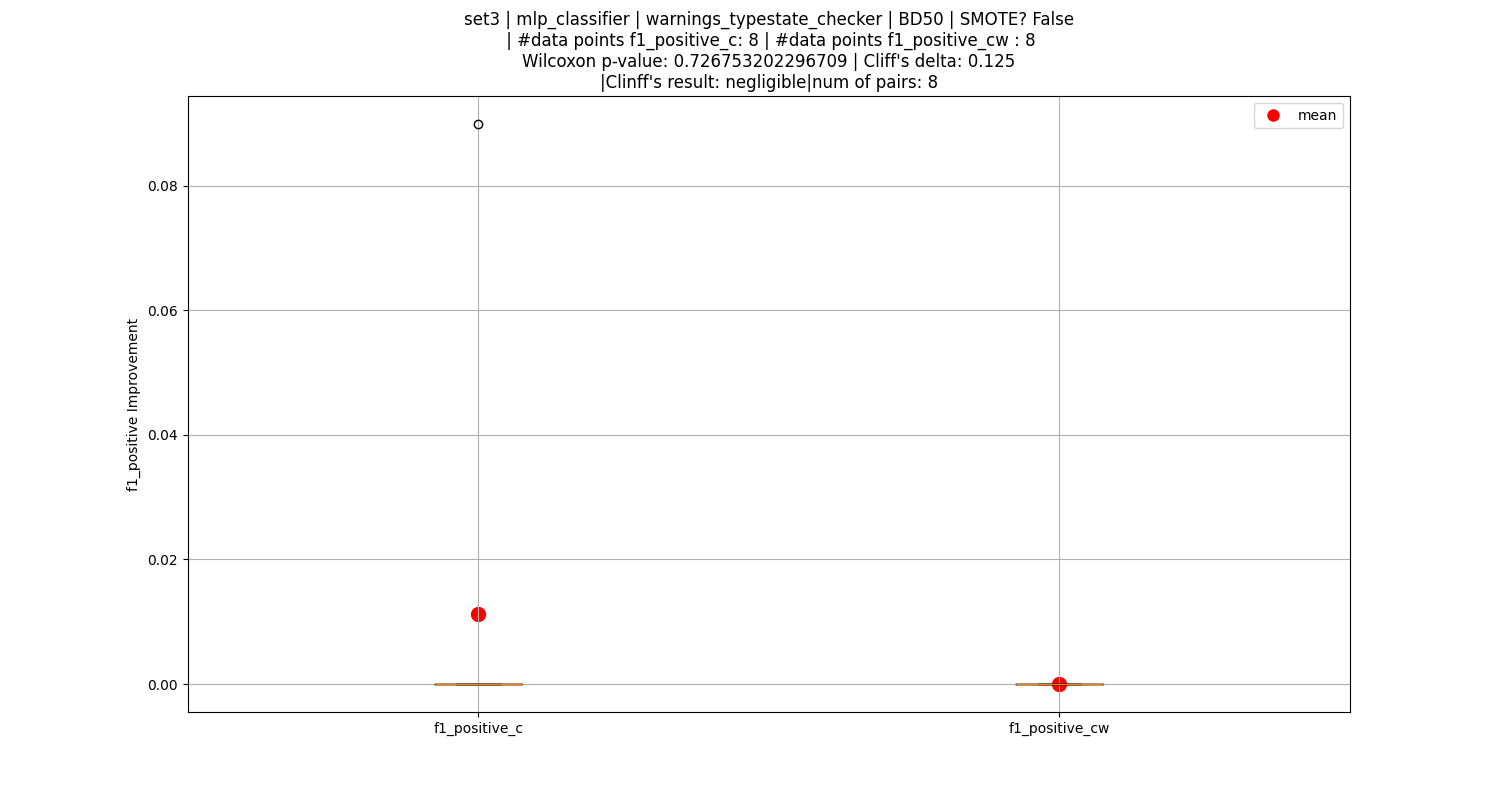 set3 | mlp_classifier | warnings_typestate_checker | BD50 | SMOTE? False
| #data points f1_positive_c: 8 | #data points f1_positive_cw : 8
Wilcoxon p-value: 0.726753202296709 | Cliff's delta: 0.125
|Clinff's result: negligible|num of pairs: 8
mean
0.08
0.06
0.04
0.02
0.00
f1_positive Improvement
f1_positive_c
f1_positive_cw